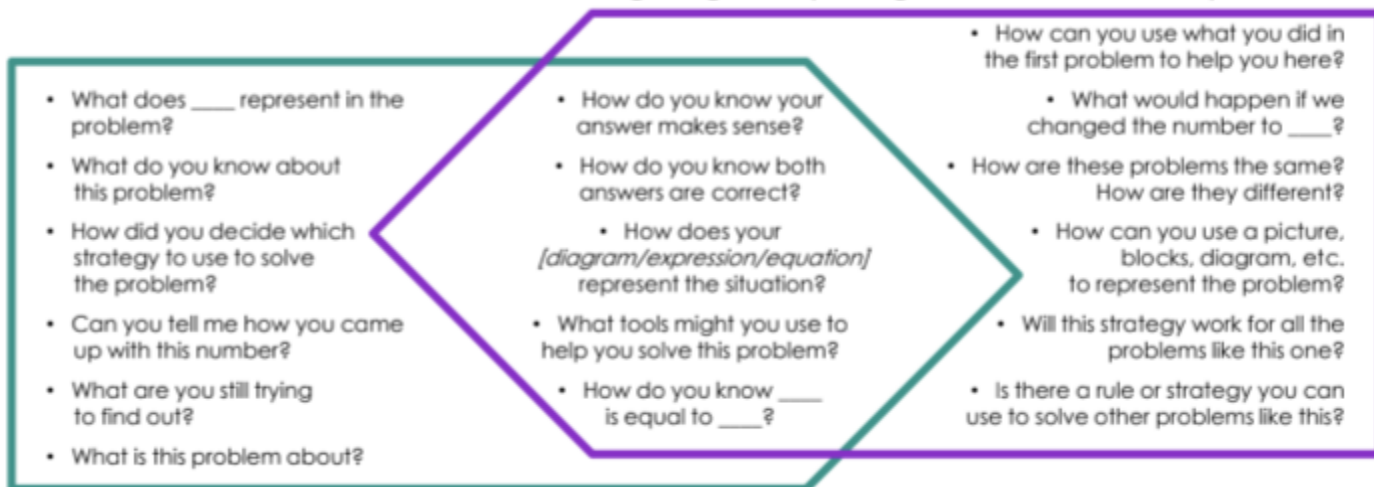 • What does ____ represent in the
problem?
• What do you know about
this problem?
• How did you decide which
strategy to use to solve
the problem?
• Can you tell me how you came
up with this number?
• What are you still trying
to find out?
• What is this problem about?
• How do you know your
answer makes sense?
• How do you know both
answers are correct?
• How does your
[diagram/expression/equation]
represent the situation?
• What tools might you use to
help you solve this problem?
• How do you know ____
is equal to ____?
• How can you use what you did in
the first problem to help you here?
• What would happen if we
changed the number to ____?
• How are these problems the same?
How are they different?
• How can you use a picture,
blocks, diagram, etc.
to represent the problem?
• Will this strategy work for all the
problems like this one?
• Is there a rule or strategy you can
use to solve other problems like this?